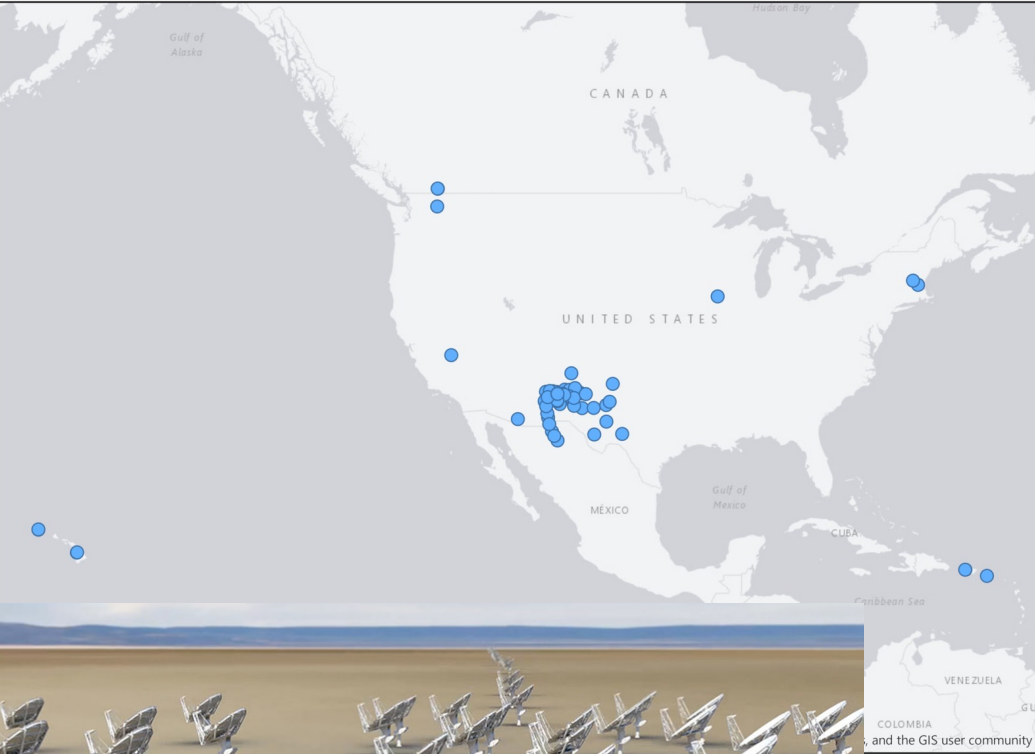 Hudson Bay
Gulf of
Alaska
CANADA
UNITED STATES
Gulf of
Mexico
MÉXICO
CUBA
Caribbean Sea
VENEZUELA
COLOMBIA
, and the GIS user community